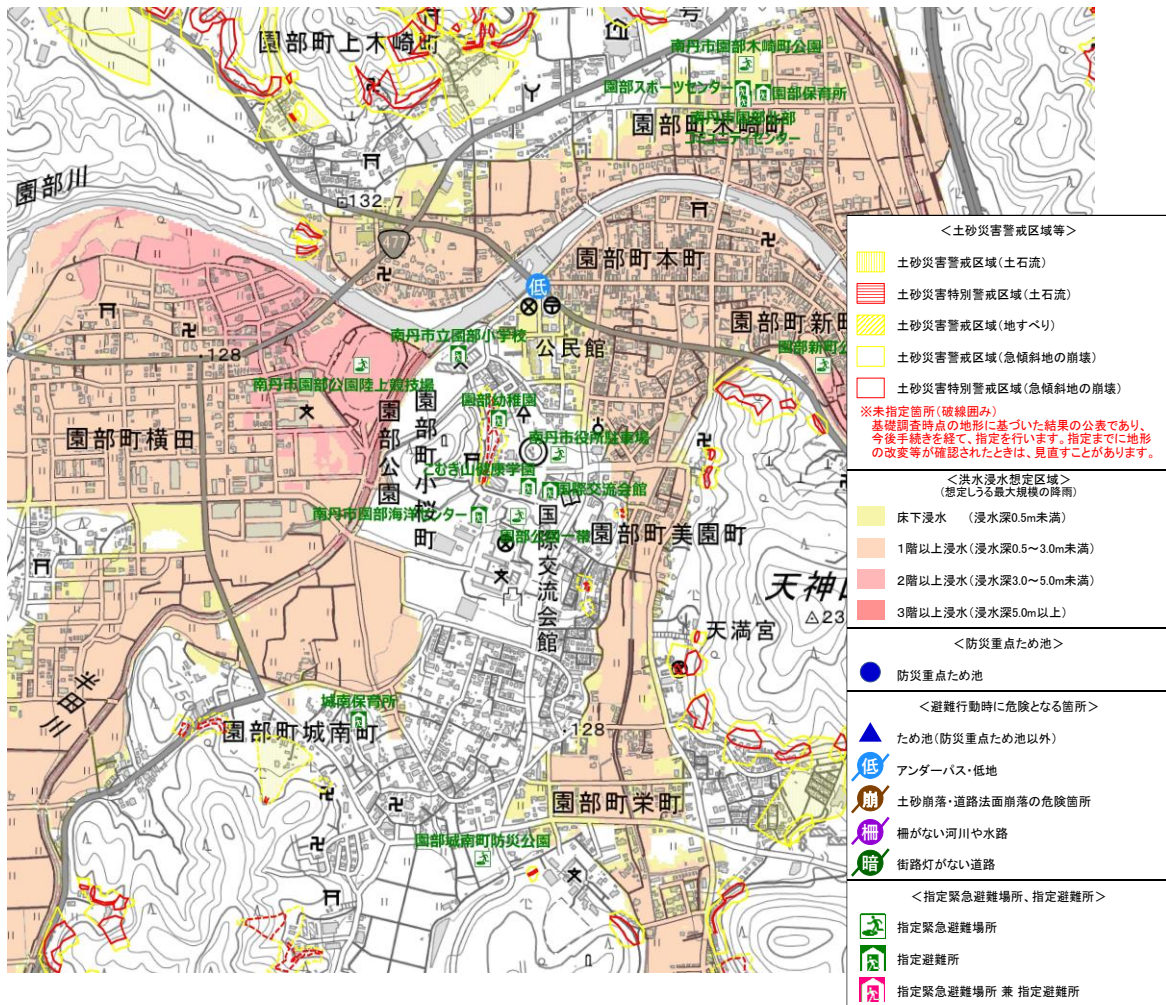 園部町上木崎町
号
南丹市園部木崎町公園
園部スポーツセンター
園部保育所
園部町木崎町
コミュニティセンター
園部川
132.7
477
園部町本町
低
園部町新町
公民館
南丹市立園部小学校
128
南丹市園部公園陸上競技場
園部幼稚園
園部町横田
園部公園
園部町小桜町
南丹市役所駐車場
こむぎ山健康学園
国際交流会館
南丹市園部海洋センター
園部公園一帯
園部町美園町
国際交流会館
天神山
△23
天満宮
半田川
城南保育所
園部町城南町
128
園部町栄町
園部城南町防災公園
＜土砂災害警戒区域等＞
土砂災害警戒区域(土石流)
土砂災害特別警戒区域(土石流)
土砂災害警戒区域(地すべり)
土砂災害警戒区域(急傾斜地の崩壊)
土砂災害特別警戒区域(急傾斜地の崩壊)
※未指定箇所(破線囲み)
基礎調査時点の地形に基づいた結果の公表であり、
今後手続きを経て、指定を行います。指定までに地形
の改変等が確認されたときは、見直すことがあります。
＜洪水浸水想定区域＞
(想定しうる最大規模の降雨)
床下浸水　(浸水深0.5m未満)
1階以上浸水(浸水深0.5～3.0m未満)
2階以上浸水(浸水深3.0～5.0m未満)
3階以上浸水(浸水深5.0m以上)
＜防災重点ため池＞
防災重点ため池
＜避難行動時に危険となる箇所＞
ため池(防災重点ため池以外)
低 アンダーパス・低地
崩 土砂崩落・道路法面崩落の危険箇所
柵 柵がない河川や水路
暗 街路灯がない道路
＜指定緊急避難場所、指定避難所＞
指定緊急避難場所
指定避難所
指定緊急避難場所 兼 指定避難所